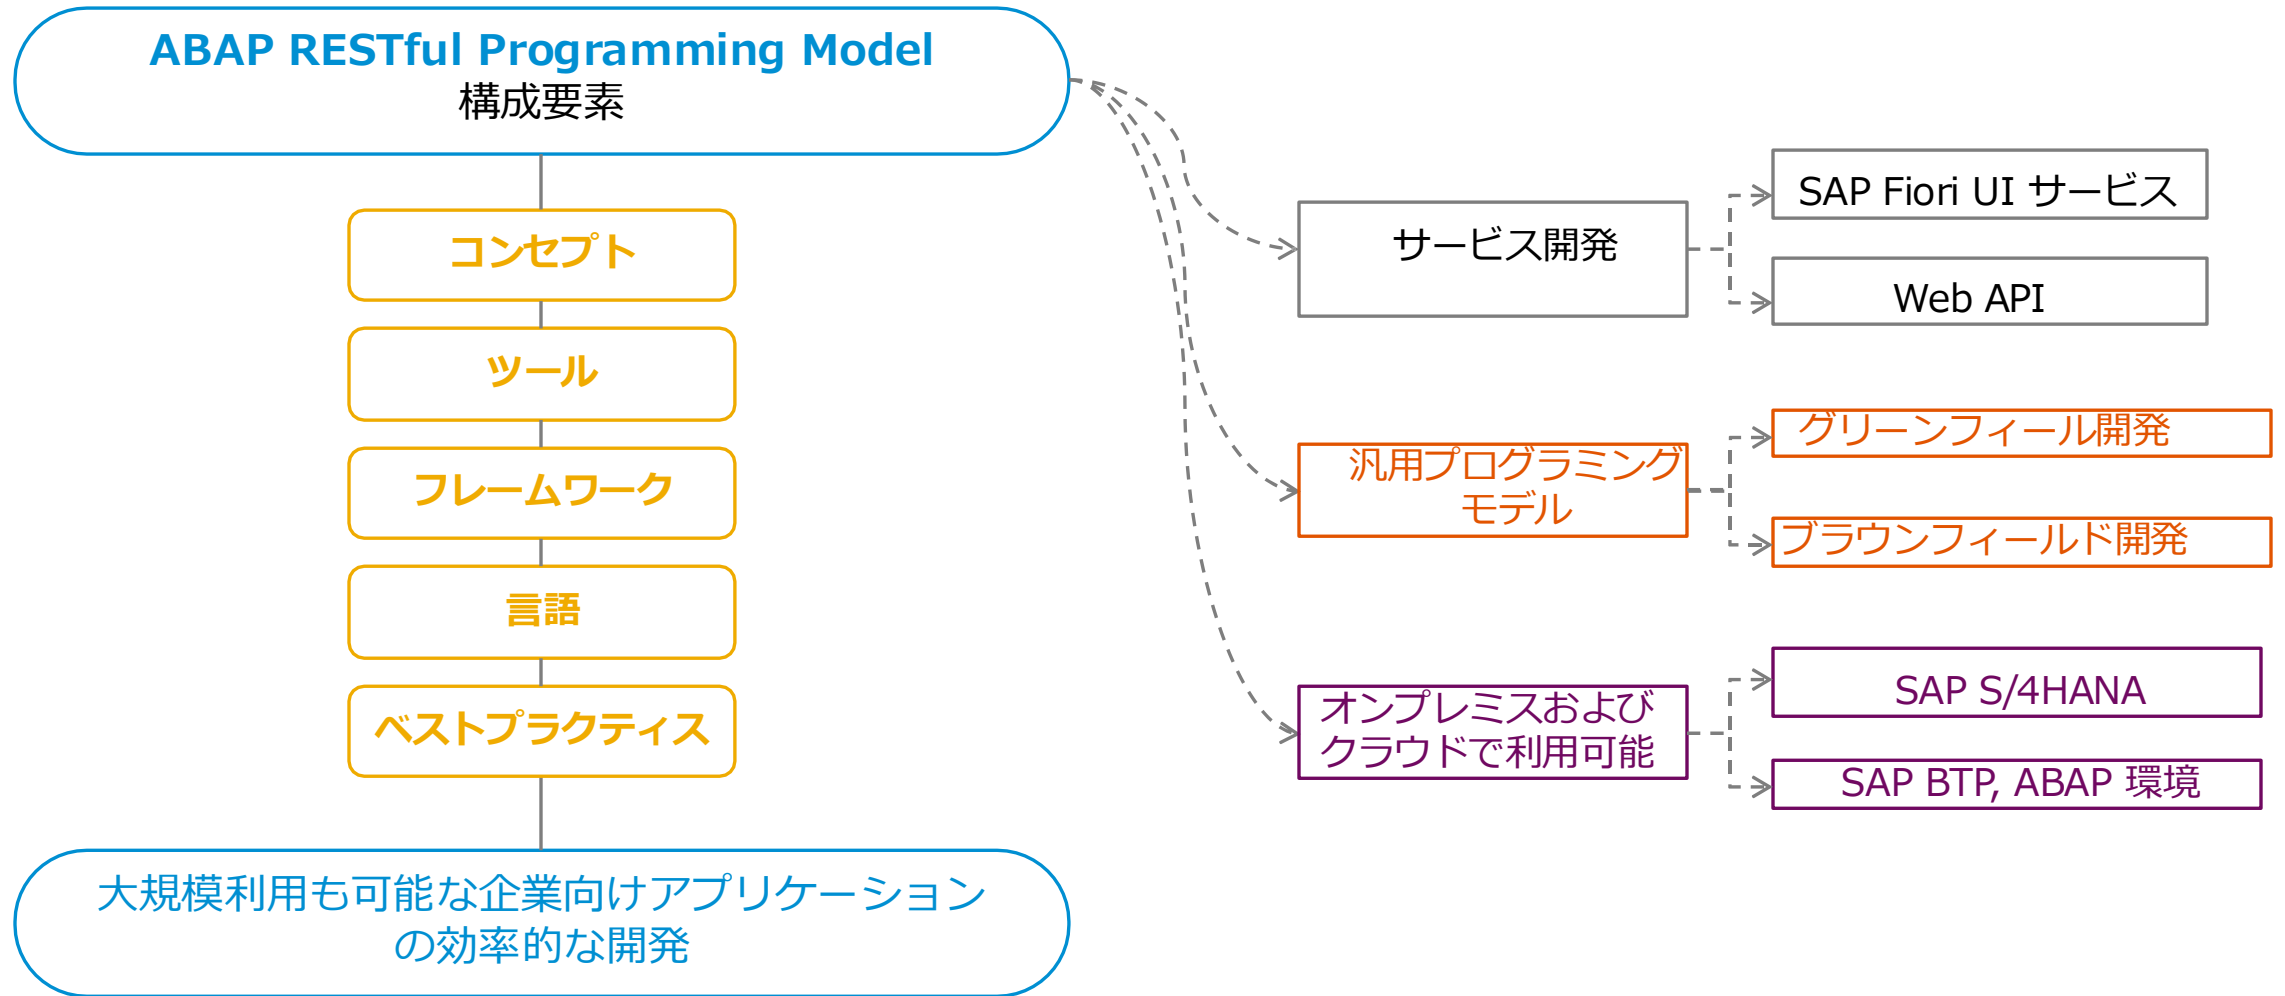 ABAP RESTful Programming Model
構成要素
コンセプト
ツール
フレームワーク
言語
ベストプラクティス
大規模利用も可能な企業向けアプリケーション
の効率的な開発
サービス開発
SAP Fiori UI サービス
Web API
汎用プログラミング
モデル
グリーンフィール開発
ブラウンフィールド開発
オンプレミスおよび
クラウドで利用可能
SAP S/4HANA
SAP BTP, ABAP 環境